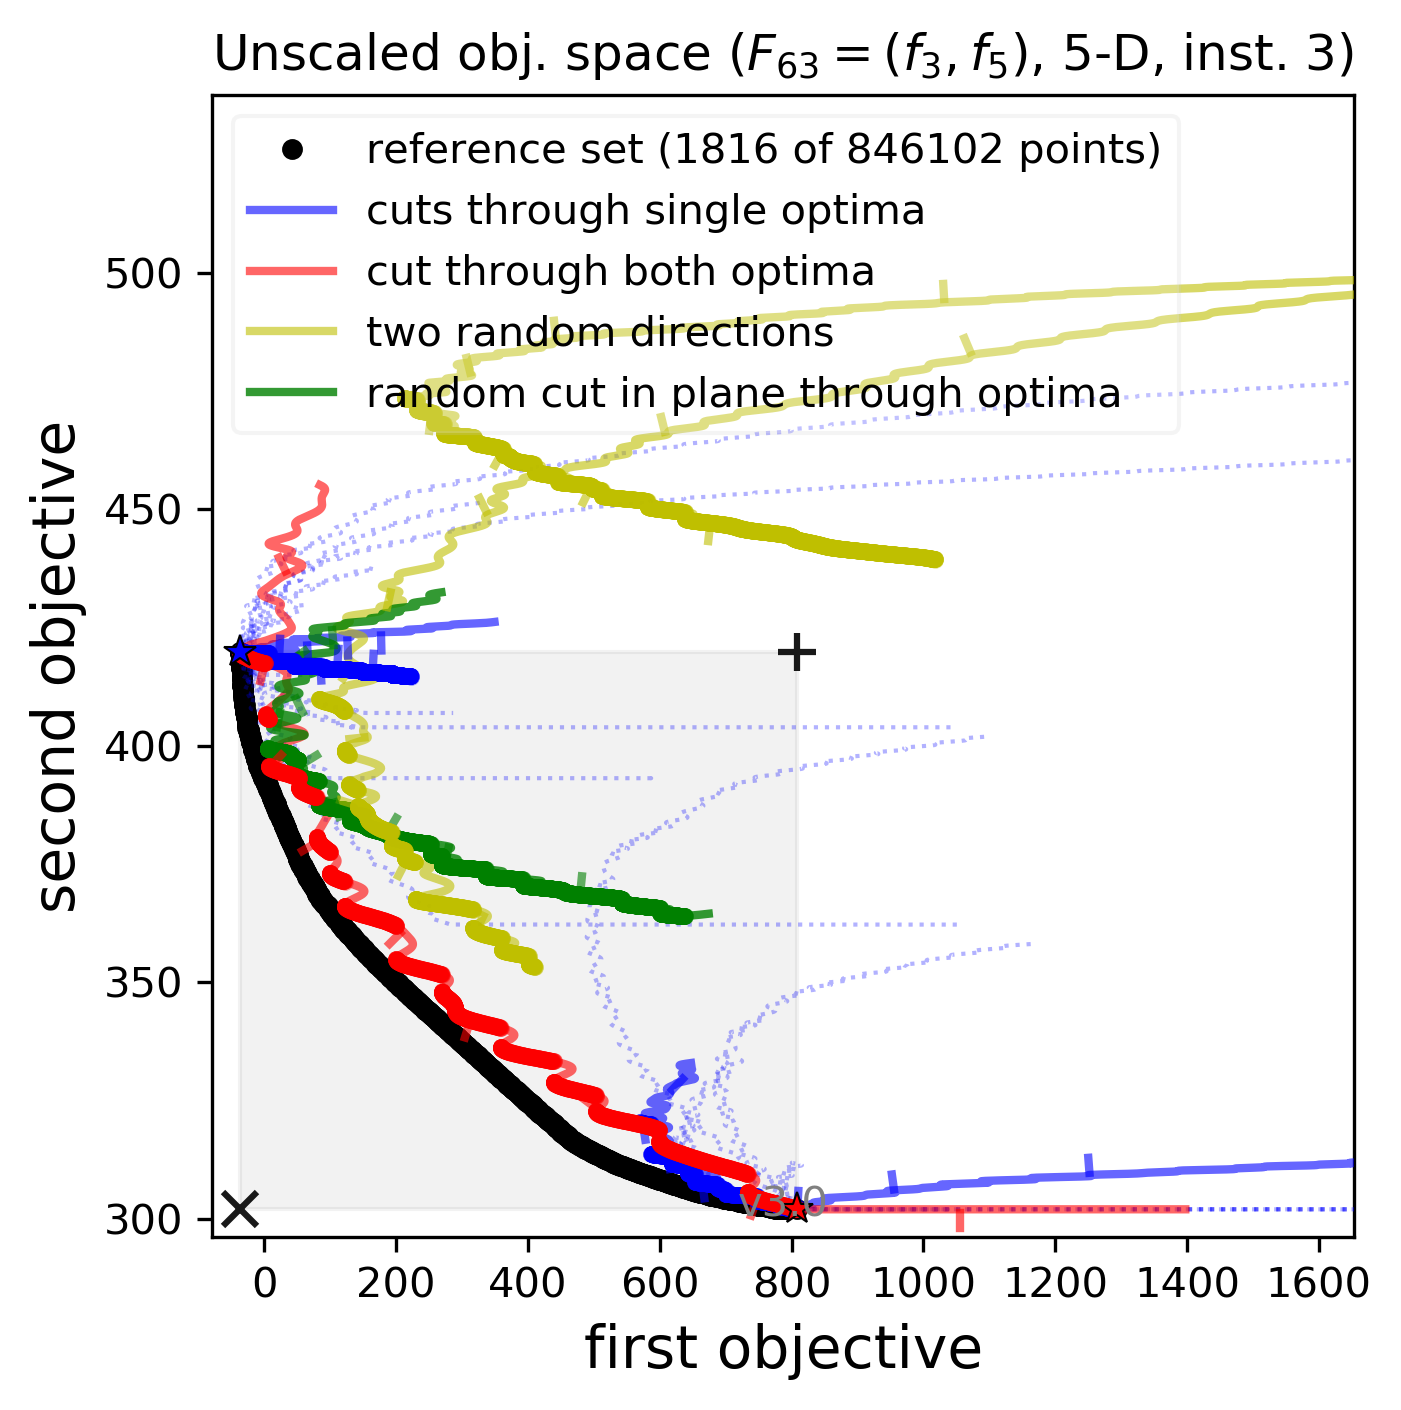 Unscaled obj. space (F63 = (f3, f5), 5-D, inst. 3)
reference set (1816 of 846102 points)
cuts through single optima
cut through both optima
two random directions
random cut in plane through optima
second objective
500
450
400
350
300
v3.0
0 200 400 600 800 1000 1200 1400 1600
first objective